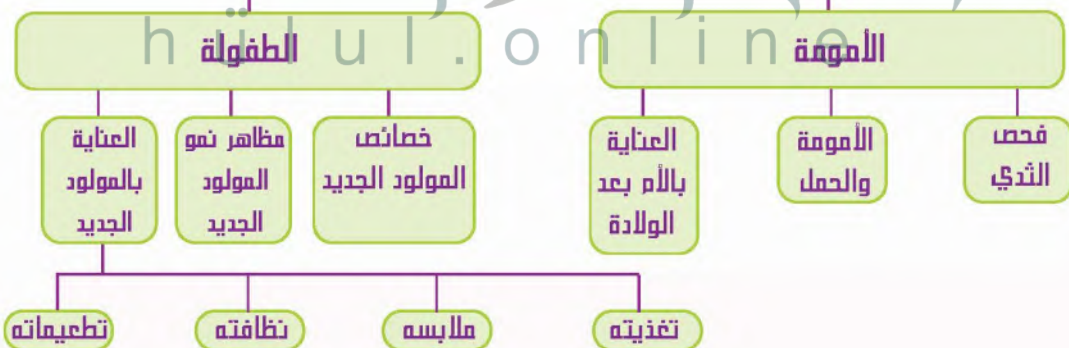 hulul.online
الأمومة
الطفولة
فحص
الثدي
الأمومة
والحمل
العناية
بالأم بعد
الولادة
خصائص
المولود الجديد
مظاهر نمو
المولود
الجديد
العناية
بالمولود
الجديد
تغذيته
ملابسه
نظافته
تطعيماته